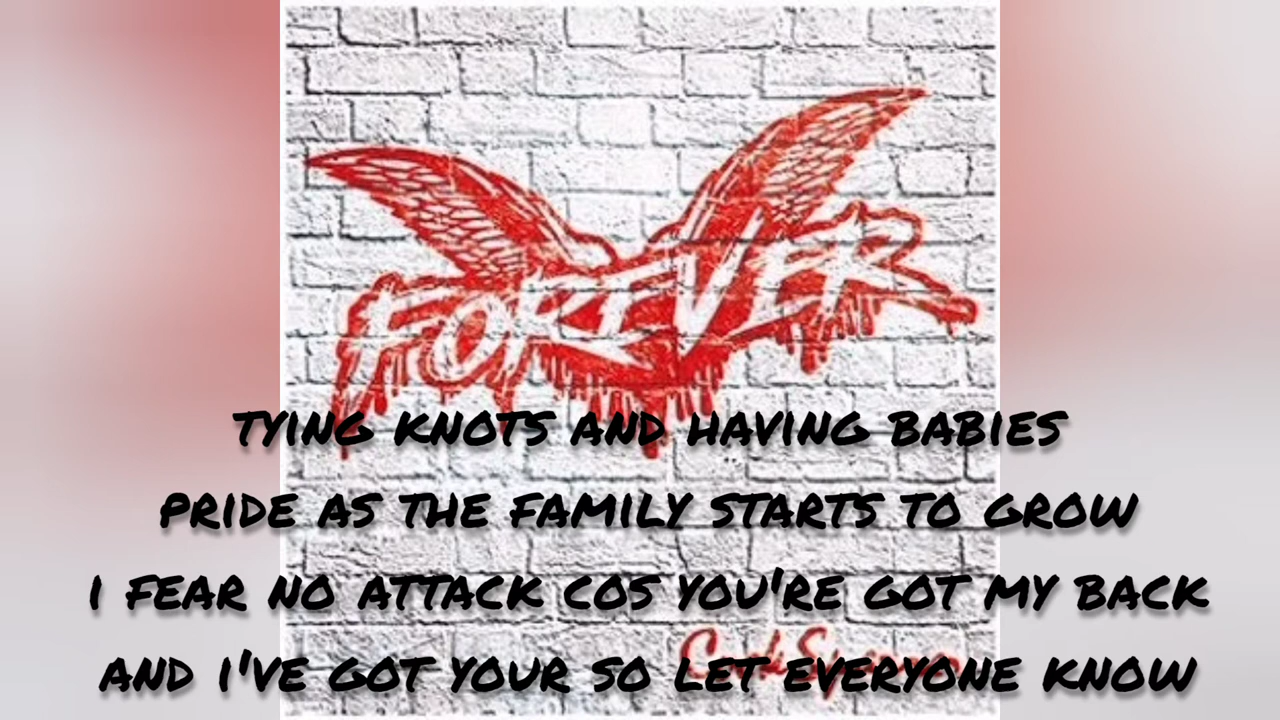 FOREVER
TYING KNOTS AND HAVING BABIES
PRIDE AS THE FAMILY STARTS TO GROW
I FEAR NO ATTACK COS YOU'RE GOT MY BACK
AND I'VE GOT YOUR SO LET EVERYONE KNOW